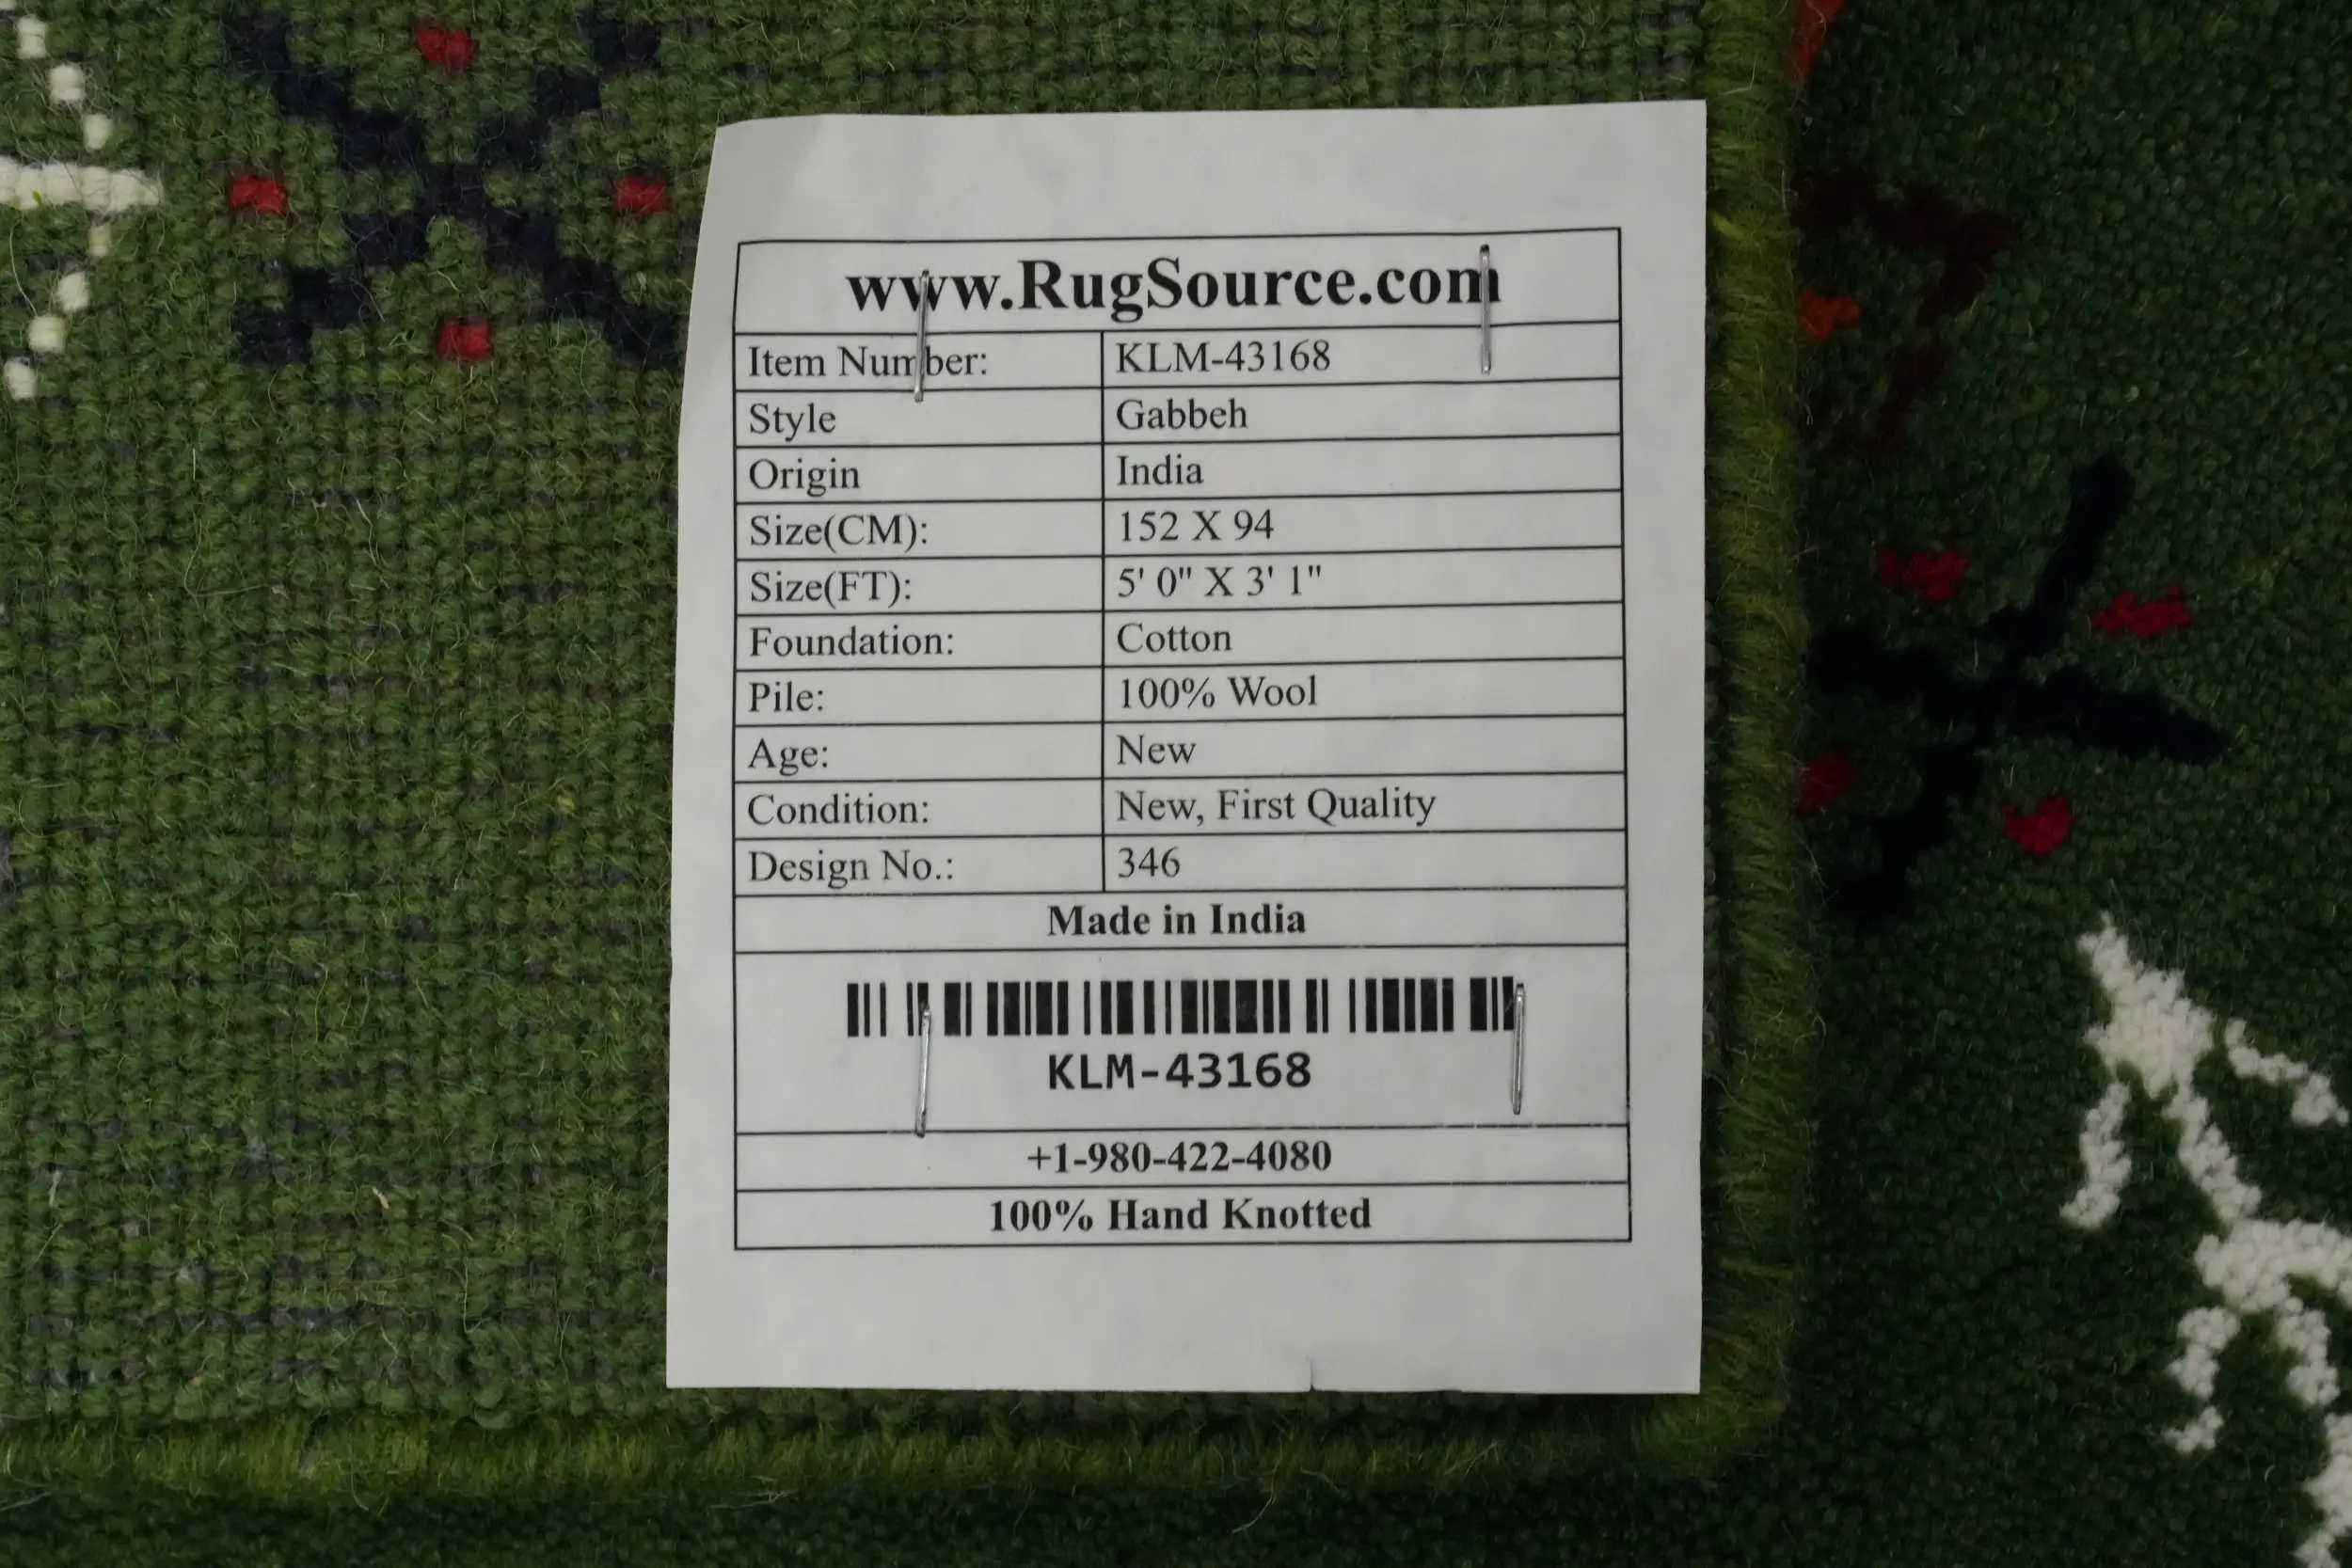 www.RugSource.com
Item Number: KLM-43168
Style Gabbeh
Origin India
Size(CM): 152 X 94
Size(FT): 5' 0" X 3' 1"
Foundation: Cotton
Pile: 100% Wool
Age: New
Condition: New, First Quality
Design No.: 346
Made in India
KLM-43168
+1-980-422-4080
100% Hand Knotted